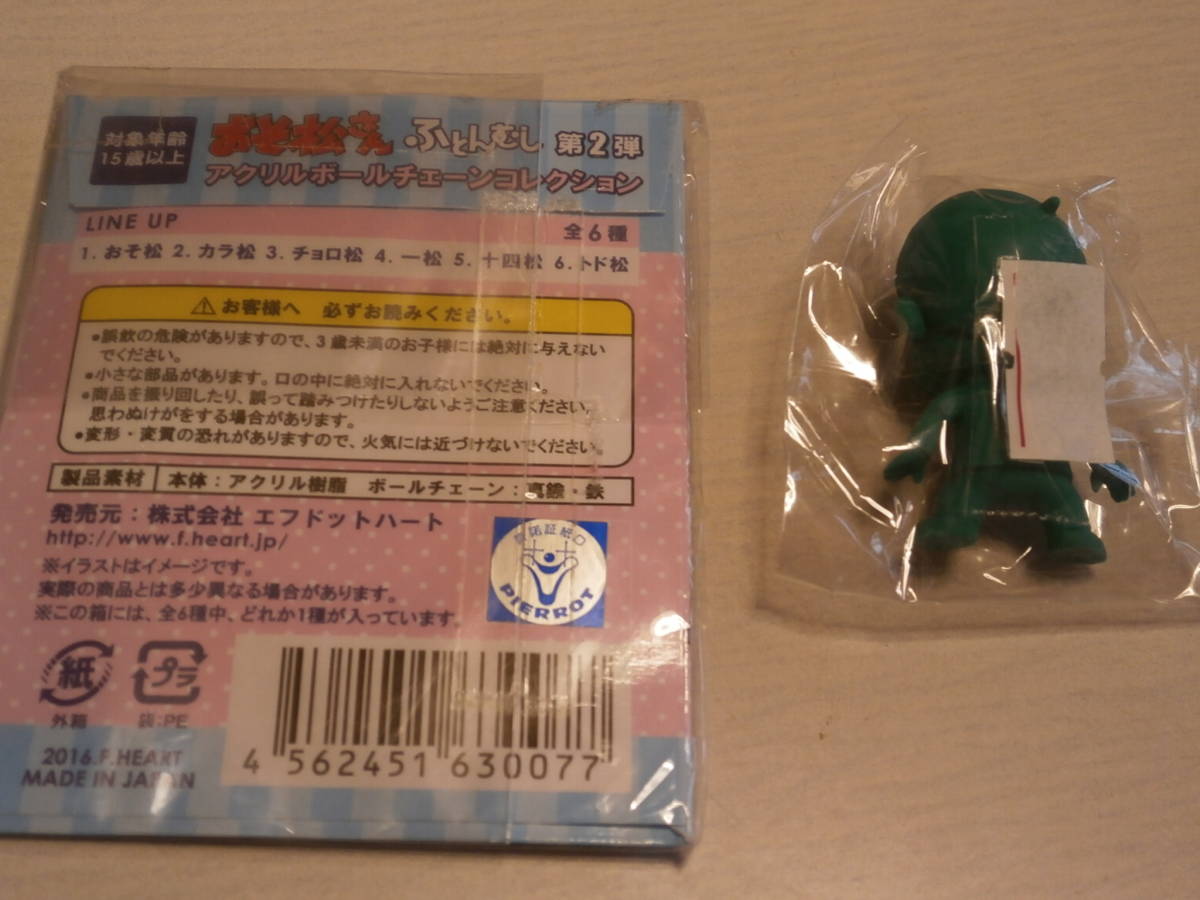 対象年齢
15歳以上
おそ松さん ふとんむし 第2弾
アクリルボールチェーンコレクション
LINE UP 全6種
1. おそ松 2. カラ松 3. チョロ松 4. 一松 5. 十四松 6. トド松
⚠ お客様へ 必ずお読みください。
•誤飲の危険がありますので、3歳未満のお子様には絶対に与えない
でください。
•小さな部品があります。口の中に絶対に入れないでください。
•商品を振り回したり、誤って踏みつけたりしないようご注意ください。
思わぬけがをする場合があります。
•変形・変質の恐れがありますので、火気には近づけないでください。
製品素材 本体:アクリル樹脂 ボールチェーン:真鍮・鉄
発売元:株式会社 エフドットハート
http://www.f.heart.jp/
※イラストはイメージです。
実際の商品とは多少異なる場合があります。
※この箱には、全6種中、どれか1種が入っています。
許諾証紙
PIERROT
紙 プラ
外箱 袋:PE
2016.F.HEART
MADE IN JAPAN
4 562451 630077